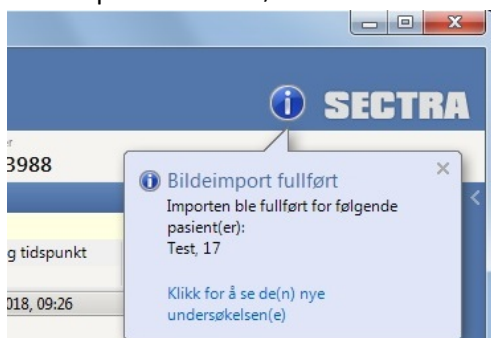 SECTRA
3988
Bildeimport fullført
Importen ble fullført for følgende
pasient(er):
Test, 17
g tidspunkt
018, 09:26
Klikk for å se de(n) nye
undersøkelsen(e)